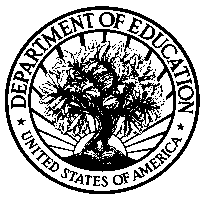 DEPARTMENT OF EDUCATION
★ UNITED STATES OF AMERICA ★